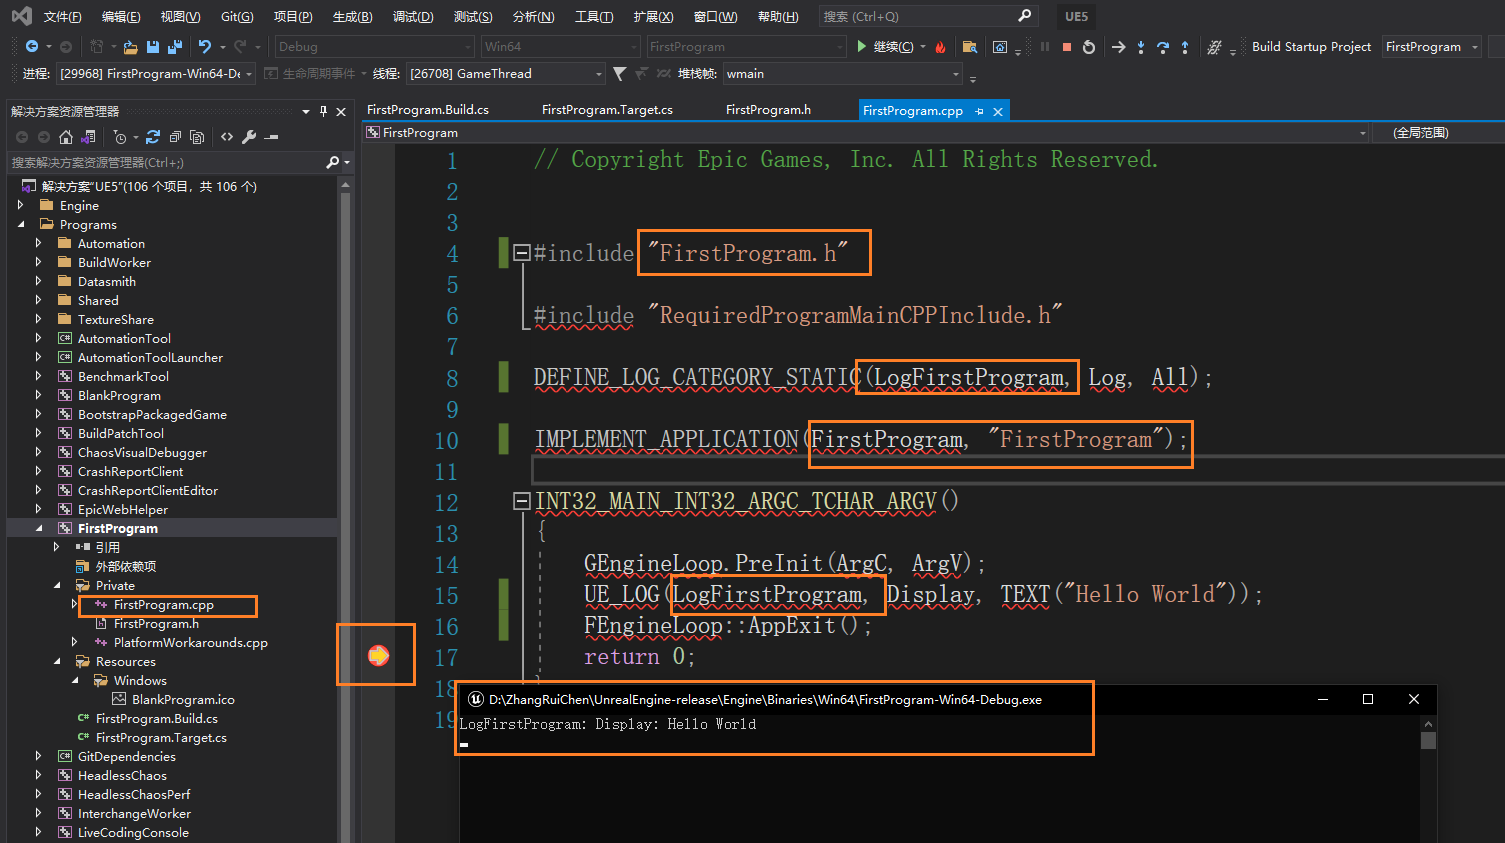 文件(F) 编辑(E) 视图(V) Git(G) 项目(P) 生成(B) 调试(D) 测试(S) 分析(N) 工具(T) 扩展(X) 窗口(W) 帮助(H) 搜索 (Ctrl+Q) UE5
Debug Win64 FirstProgram 继续(C) Build Startup Project FirstProgram
进程: [29968] FirstProgram-Win64-De 生命周期事件 线程: [26708] GameThread 堆栈帧: wmain
解决方案资源管理器
搜索解决方案资源管理器(Ctrl+;)
解决方案"UE5"(106 个项目，共 106 个)
Engine
Programs
Automation
BuildWorker
Datasmith
Shared
TextureShare
AutomationTool
AutomationToolLauncher
BenchmarkTool
BlankProgram
BootstrapPackagedGame
BuildPatchTool
ChaosVisualDebugger
CrashReportClient
CrashReportClientEditor
EpicWebHelper
FirstProgram
引用
外部依赖项
Private
FirstProgram.cpp
FirstProgram.h
PlatformWorkarounds.cpp
Resources
Windows
BlankProgram.ico
FirstProgram.Build.cs
FirstProgram.Target.cs
GitDependencies
HeadlessChaos
HeadlessChaosPerf
InterchangeWorker
LiveCodingConsole
FirstProgram.Build.cs FirstProgram.Target.cs FirstProgram.h FirstProgram.cpp
FirstProgram (全局范围)
1 // Copyright Epic Games, Inc. All Rights Reserved.
2
3
4 #include "FirstProgram.h"
5
6 #include "RequiredProgramMainCPPInclude.h"
7
8 DEFINE_LOG_CATEGORY_STATIC(LogFirstProgram, Log, All);
9
10 IMPLEMENT_APPLICATION(FirstProgram, "FirstProgram");
11
12 INT32_MAIN_INT32_ARGC_TCHAR_ARGV()
13 {
14 GEngineLoop.PreInit(ArgC, ArgV);
15 UE_LOG(LogFirstProgram, Display, TEXT("Hello World"));
16 FEngineLoop::AppExit();
17 return 0;
18 }
19
D:\ZhangRuiChen\UnrealEngine-release\Engine\Binaries\Win64\FirstProgram-Win64-Debug.exe
LogFirstProgram: Display: Hello World